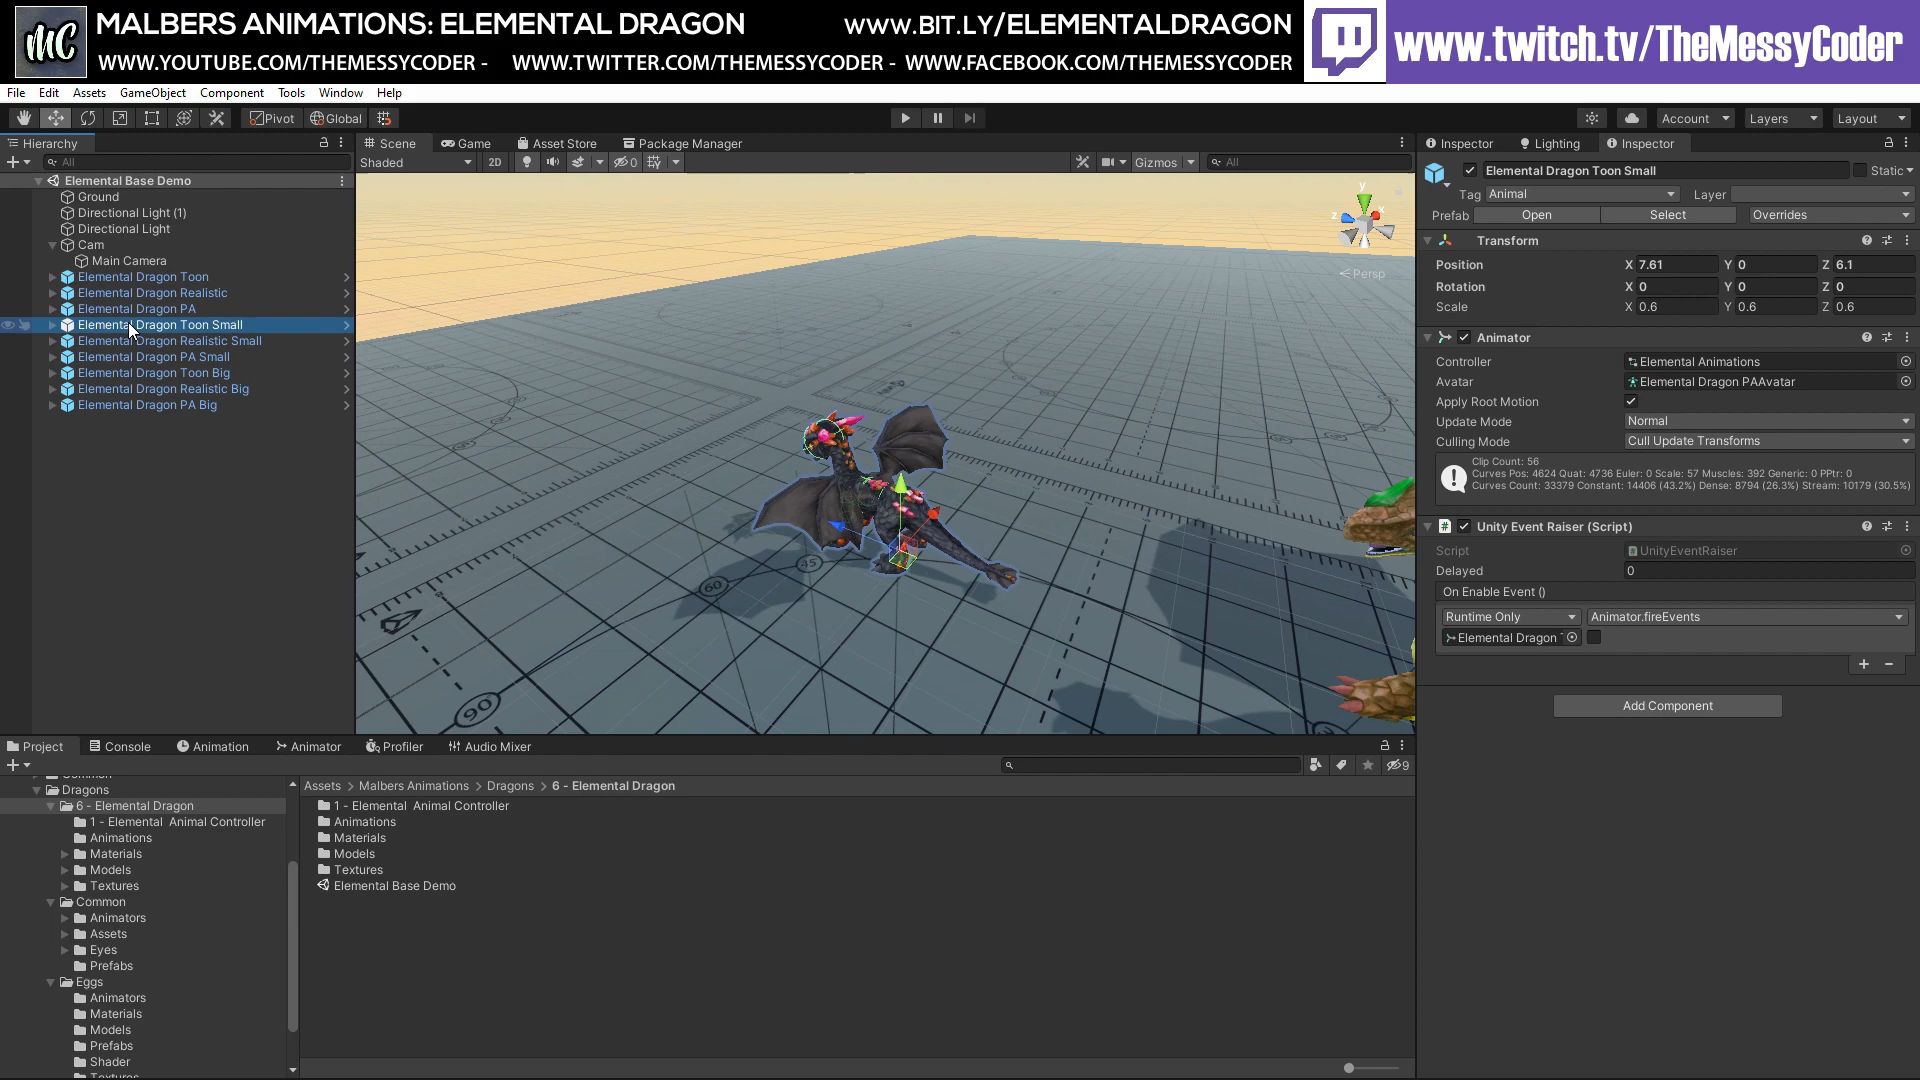 MC MALBERS ANIMATIONS: ELEMENTAL DRAGON WWW.BIT.LY/ELEMENTALDRAGON
WWW.YOUTUBE.COM/THEMESSYCODER - WWW.TWITTER.COM/THEMESSYCODER - WWW.FACEBOOK.COM/THEMESSYCODER
www.twitch.tv/TheMessyCoder
File Edit Assets GameObject Component Tools Window Help
Pivot Global Account Layers Layout
Hierarchy
All
Elemental Base Demo
Ground
Directional Light (1)
Directional Light
Cam
Main Camera
Elemental Dragon Toon
Elemental Dragon Realistic
Elemental Dragon PA
Elemental Dragon Toon Small
Elemental Dragon Realistic Small
Elemental Dragon PA Small
Elemental Dragon Toon Big
Elemental Dragon Realistic Big
Elemental Dragon PA Big
Scene Game Asset Store Package Manager
Shaded 2D 0 Gizmos All
y
x
z
Persp
45
60
90
Inspector Lighting Inspector
Elemental Dragon Toon Small Static
Tag Animal Layer
Prefab Open Select Overrides
Transform
Position X 7.61 Y 0 Z 6.1
Rotation X 0 Y 0 Z 0
Scale X 0.6 Y 0.6 Z 0.6
Animator
Controller Elemental Animations
Avatar Elemental Dragon PAAvatar
Apply Root Motion
Update Mode Normal
Culling Mode Cull Update Transforms
Clip Count: 56
Curves Pos: 4624 Quat: 4736 Euler: 0 Scale: 57 Muscles: 392 Generic: 0 PPtr: 0
Curves Count: 33379 Constant: 14406 (43.2%) Dense: 8794 (26.3%) Stream: 10179 (30.5%)
Unity Event Raiser (Script)
Script UnityEventRaiser
Delayed 0
On Enable Event ()
Runtime Only Animator.fireEvents
Elemental Dragon
Add Component
Project Console Animation Animator Profiler Audio Mixer
9
Common
Dragons
6 - Elemental Dragon
1 - Elemental Animal Controller
Animations
Materials
Models
Textures
Common
Animators
Assets
Eyes
Prefabs
Eggs
Animators
Materials
Models
Prefabs
Shader
Textures
Assets > Malbers Animations > Dragons > 6 - Elemental Dragon
1 - Elemental Animal Controller
Animations
Materials
Models
Textures
Elemental Base Demo